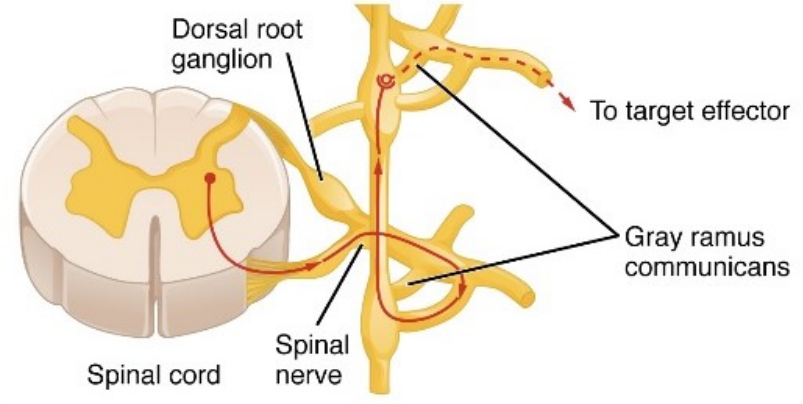 Dorsal root
ganglion
To target effector
Gray ramus
communicans
Spinal
nerve
Spinal cord